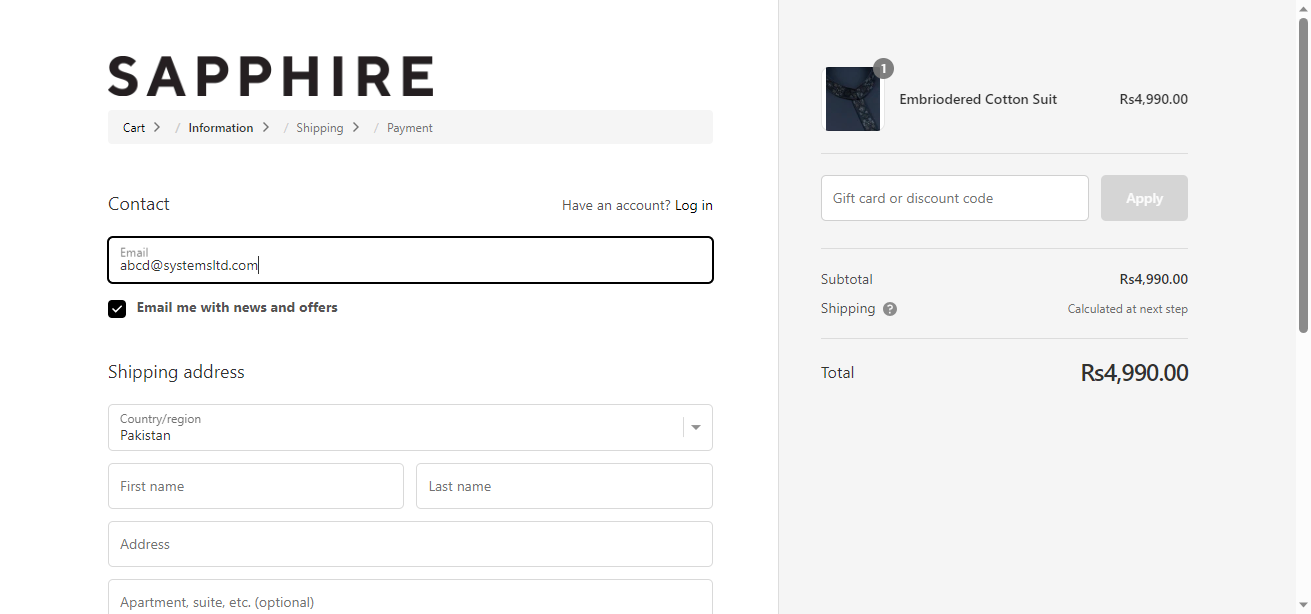 SAPPHIRE
Cart > / Information > / Shipping > / Payment
Contact
Have an account? Log in
Email
abcd@systemsltd.com
Email me with news and offers
Shipping address
Country/region
Pakistan
First name
Last name
Address
Apartment, suite, etc. (optional)
1
Embriodered Cotton Suit Rs4,990.00
Gift card or discount code
Apply
Subtotal Rs4,990.00
Shipping ? Calculated at next step
Total Rs4,990.00